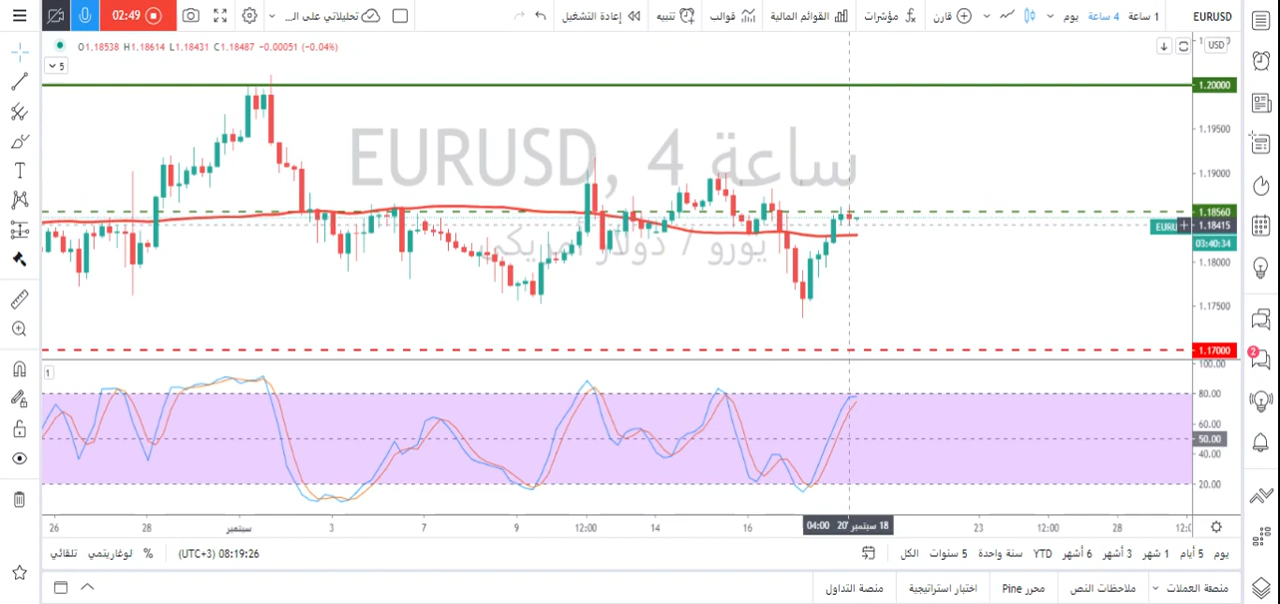 EURUSD
1 ساعة
4 ساعة
يوم
قارن
مؤشرات
القوائم المالية
قوالب
تنبيه
إعادة التشغيل
تحليلاتي على ال...
02:49
O1.18538 H1.18614 L1.18431 C1.18487 −0.00051 (−0.04%)
5
USD
EURUSD, 4 ساعة
يورو / دولار أمريكي
1.20000
1.19500
1.19000
1.18560
EURU
1.18415
03:40:34
1.18000
1.17500
1.17000
1
100.00
80.00
60.00
50.00
40.00
20.00
26
28
سبتمبر
3
7
9
12:00
14
16
04:00
18 سبتمبر '20
23
12:00
28
يوم
5 أيام
1 شهر
3 أشهر
6 أشهر
YTD
سنة واحدة
5 سنوات
الكل
08:19:26 (UTC+3)
%
لوغاريتمي
تلقائي
منصة العملات
ملاحظات النص
محرر Pine
اختبار استراتيجية
منصة التداول
2